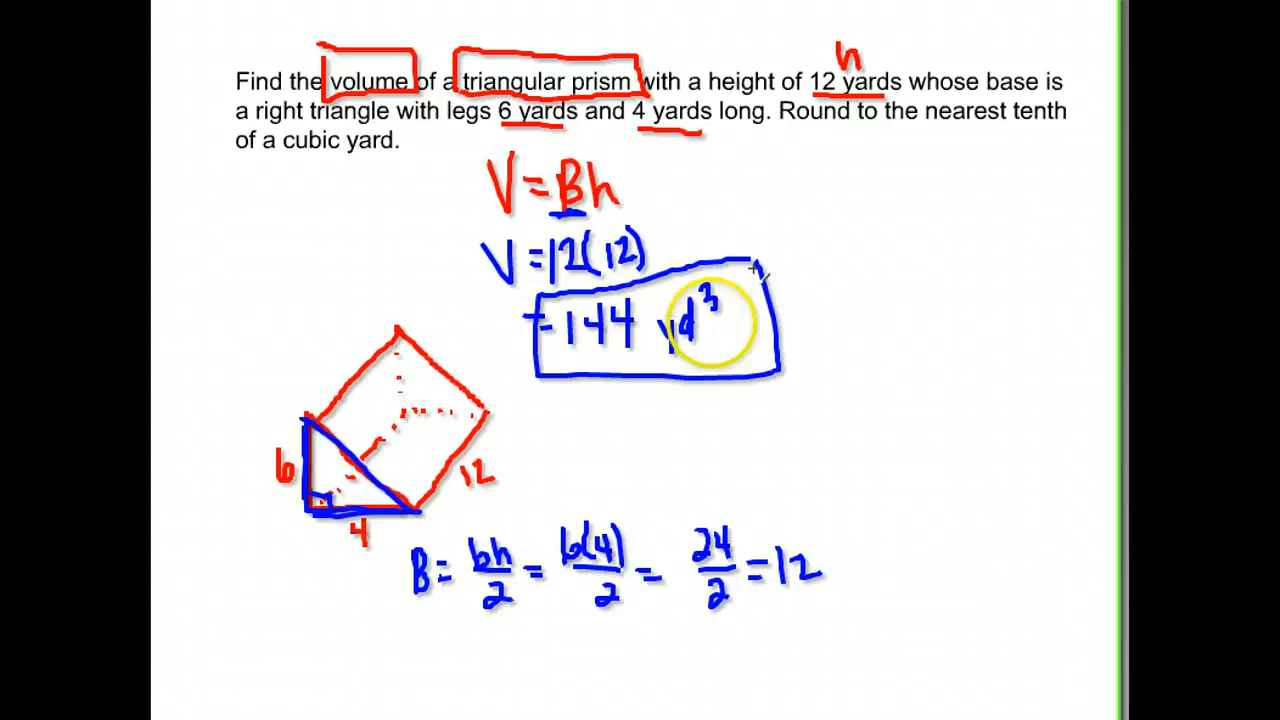 h
Find the volume of a triangular prism with a height of 12 yards whose base is
a right triangle with legs 6 yards and 4 yards long. Round to the nearest tenth
of a cubic yard.
V = Bh
V = 12(12)
= 144 yd³
6
12
4
B = bh/2 = 6(4)/2 = 24/2 = 12